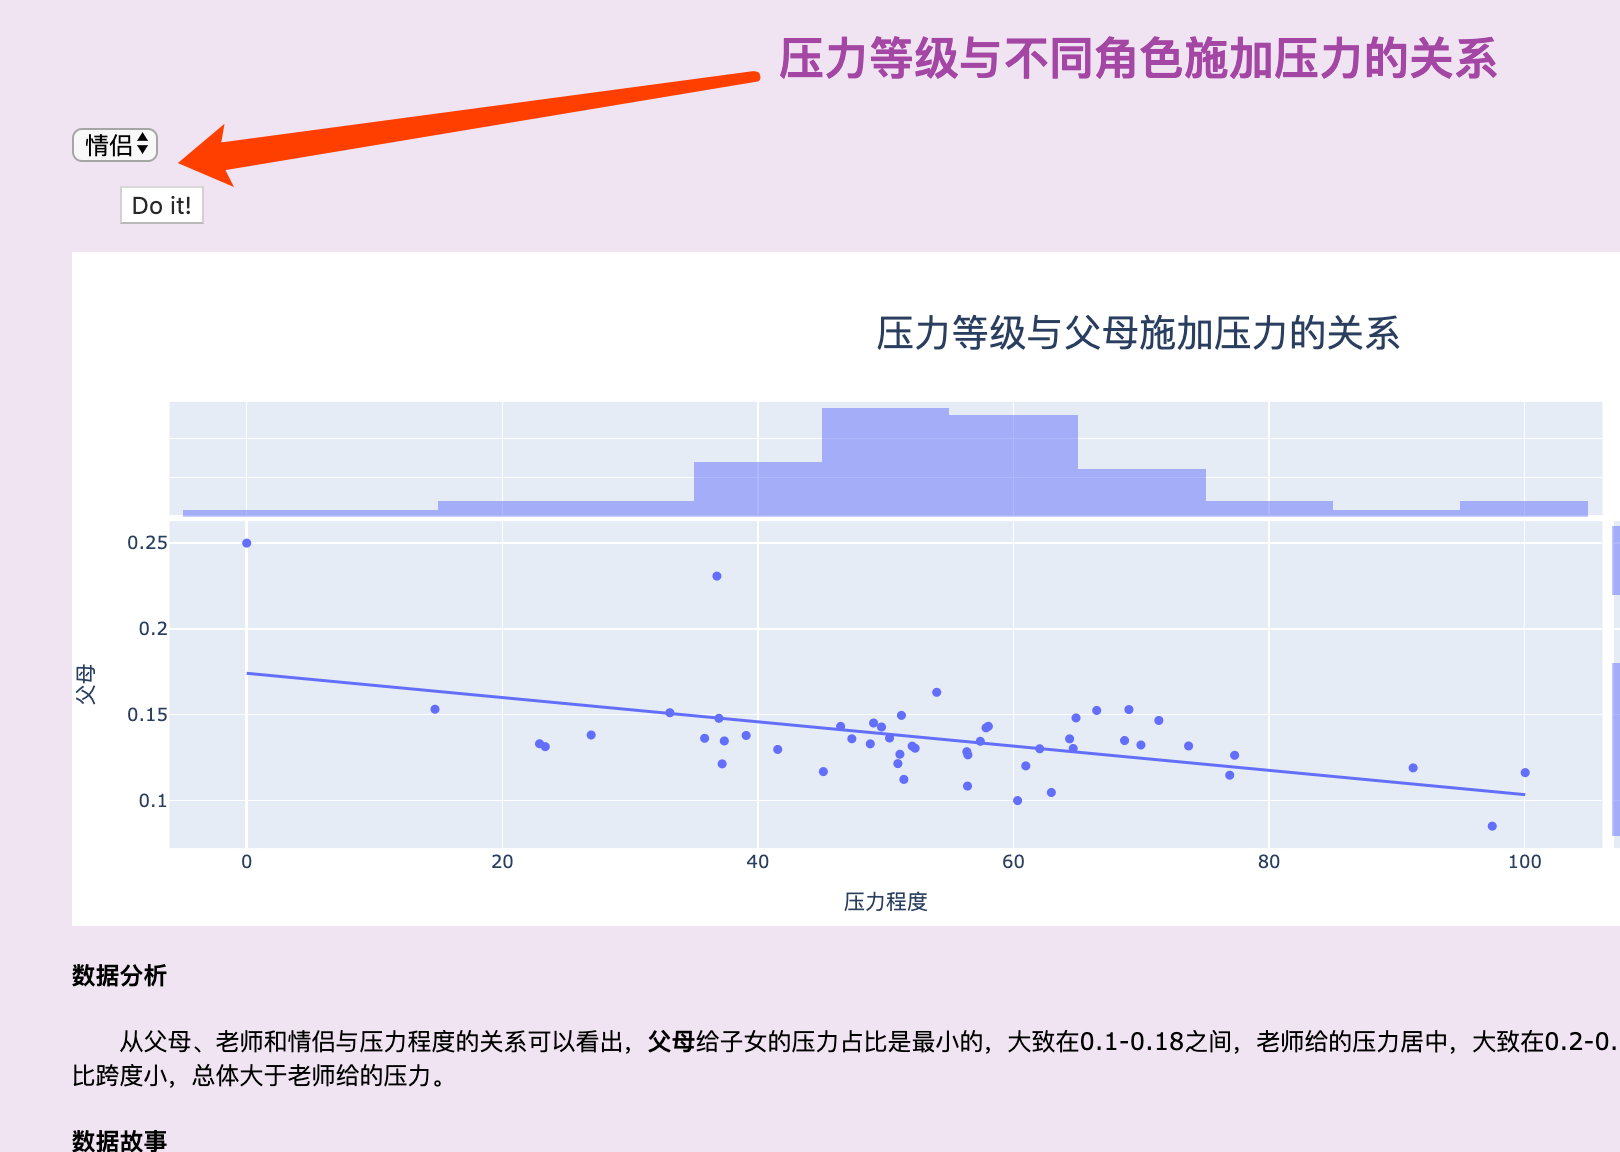 压力等级与不同角色施加压力的关系
情侣
Do it!
压力等级与父母施加压力的关系
0.25
0.2
0.15
0.1
父母
0 20 40 60 80 100
压力程度
数据分析
从父母、老师和情侣与压力程度的关系可以看出，父母给子女的压力占比是最小的，大致在0.1-0.18之间，老师给的压力居中，大致在0.2-0.
比跨度小，总体大于老师给的压力。
数据故事